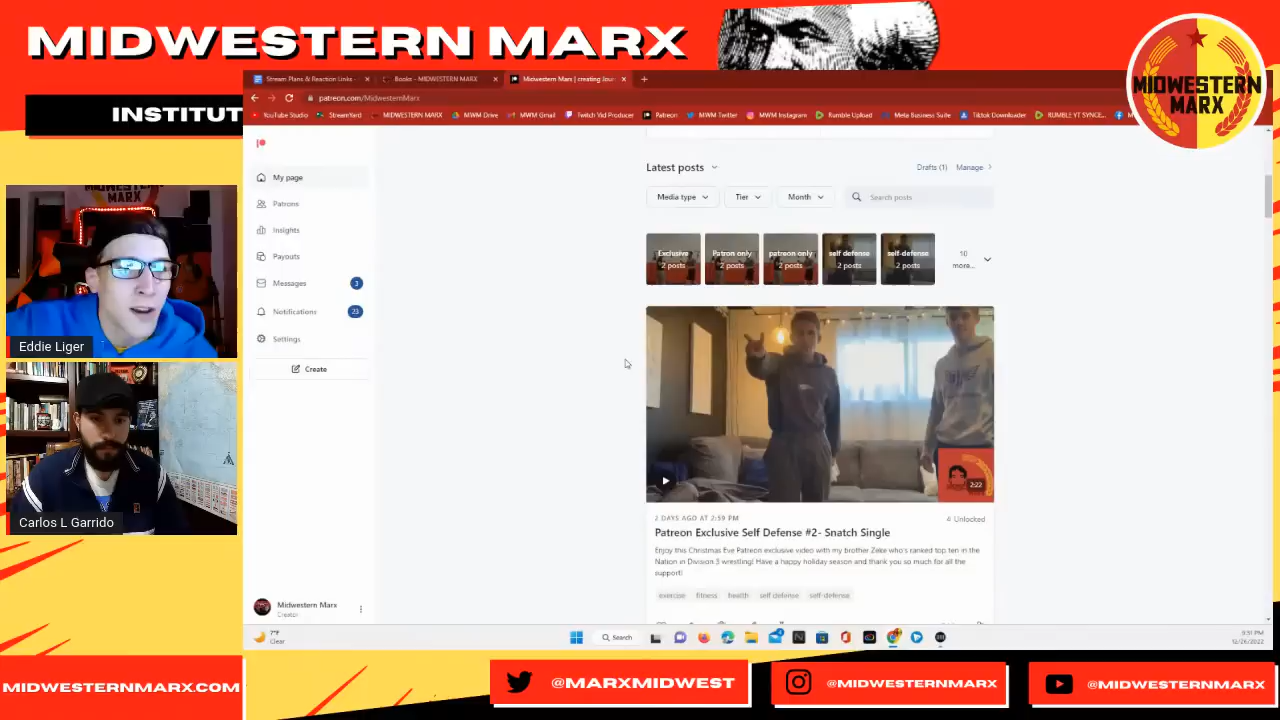 MIDWESTERN MARX
INSTITUT
MIDWESTERN
MARX
Stream Plans & Reaction Links -
Books - MIDWESTERN MARX
Midwestern Marx | creating Jour
patreon.com/MidwesternMarx
YouTube Studio
StreamYard
MIDWESTERN MARX
MWM Drive
MWM Gmail
Twitch Vid Producer
Patreon
MWM Twitter
MWM Instagram
Rumble Upload
Meta Business Suite
Tiktok Downloader
RUMBLE YT SYNCE...
My page
Patrons
Insights
Payouts
Messages
3
Notifications
23
Settings
Create
Midwestern Marx
Creator
Latest posts
Drafts (1)
Manage
Media type
Tier
Month
Search posts
Exclusive
2 posts
Patron only
2 posts
patreon only
2 posts
self defense
2 posts
self-defense
2 posts
10
more...
2:22
2 DAYS AGO AT 2:59 PM
4 Unlocked
Patreon Exclusive Self Defense #2- Snatch Single
Enjoy this Christmas Eve Patreon exclusive video with my brother Zeke who's ranked top ten in the
Nation in Division 3 wrestling! Have a happy holiday season and thank you so much for all the
support!
exercise
fitness
health
self defense
self-defense
Eddie Liger
Carlos L Garrido
7°F
Clear
Search
12/26/2022
MIDWESTERNMARX.COM
@MARXMIDWEST
@MIDWESTERNMARX
@MIDWESTERNMARX